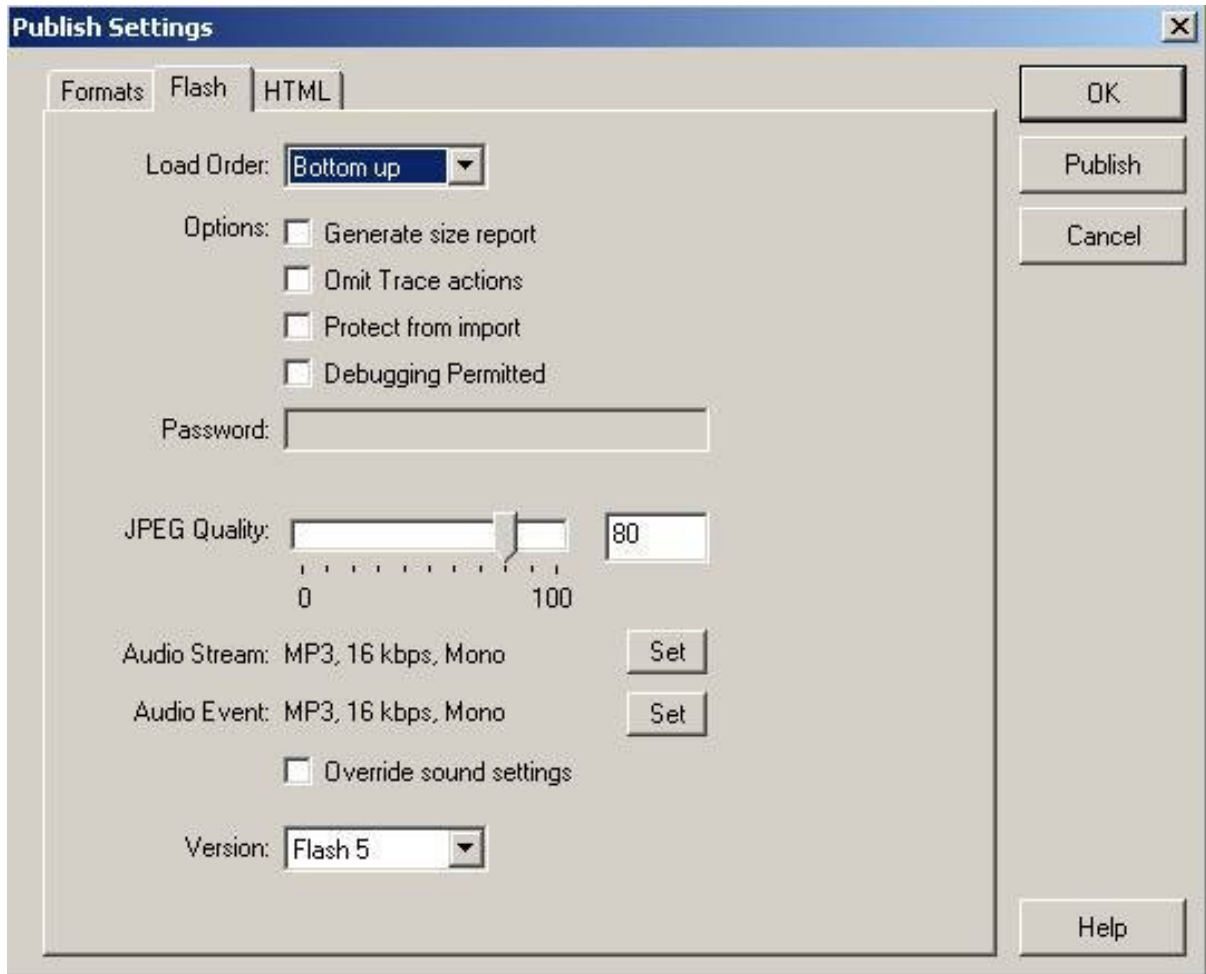 Publish Settings
Formats Flash HTML
OK
Publish
Cancel
Load Order: Bottom up
Options: Generate size report
Omit Trace actions
Protect from import
Debugging Permitted
Password:
JPEG Quality: 80
0 100
Audio Stream: MP3, 16 kbps, Mono Set
Audio Event: MP3, 16 kbps, Mono Set
Override sound settings
Version: Flash 5
Help